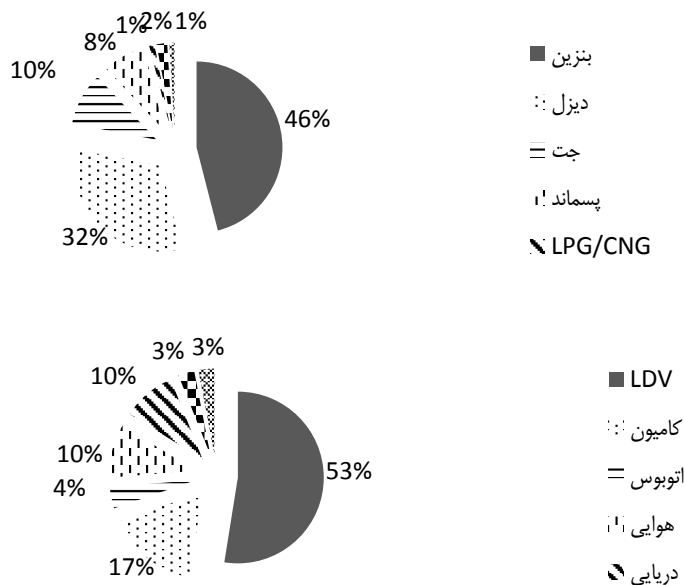 1%
2%
1%
8%
10%
46%
32%
بنزین
دیزل
جت
پسماند
LPG/CNG
3%
3%
10%
10%
4%
53%
17%
LDV
کامیون
اتوبوس
هوایی
دریایی